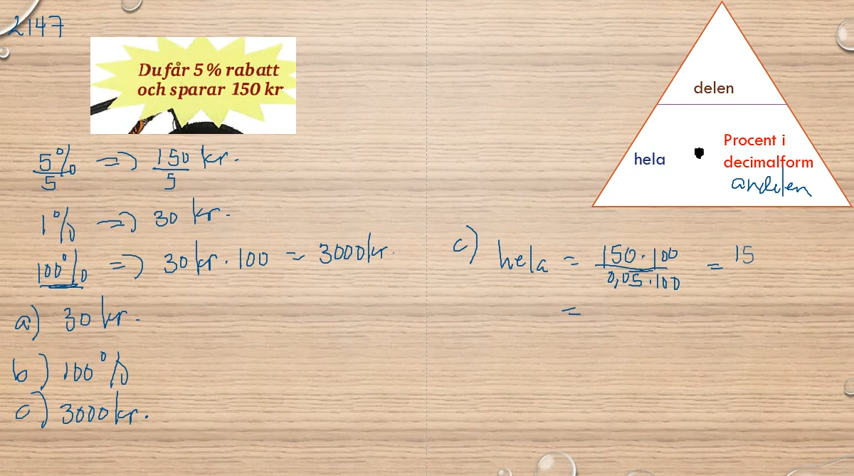 2147
Du får 5% rabatt
och sparar 150 kr
5%/5 => 150/5 kr.
1% => 30 kr.
100% => 30 kr · 100 = 3000 kr.
a) 30 kr.
b) 100%
c) 3000 kr.
delen
hela · Procent i
decimalform
andelen
c) hela = 150·100/0,05·100 = 15
=